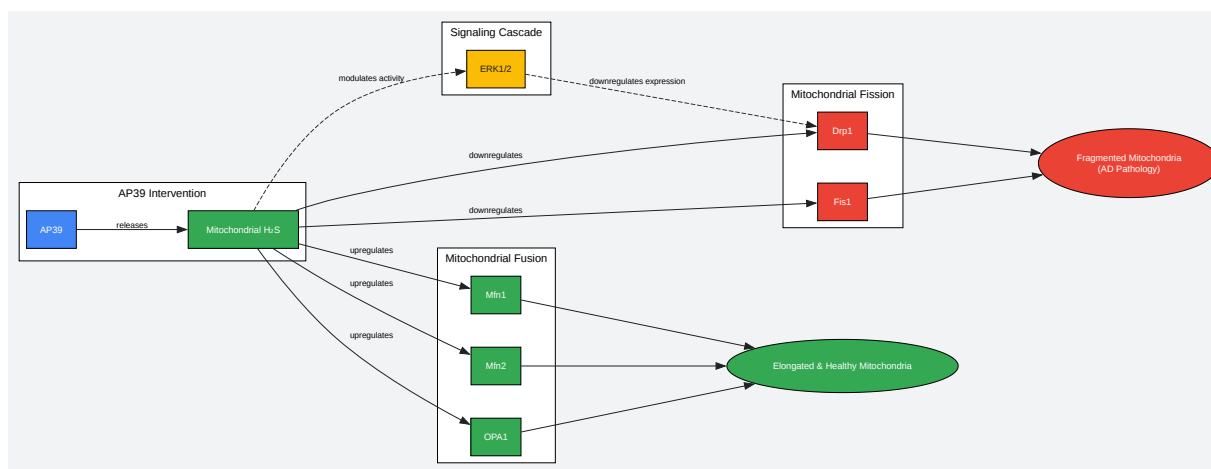 Signaling Cascade
ERK1/2
modulates activity
downregulates expression
Mitochondrial Fission
Drp1
downregulates
Fragmented Mitochondria
(AD Pathology)
AP39 Intervention
AP39
releases
Mitochondrial H₂S
downregulates
Fis1
Mitochondrial Fusion
upregulates
Mfn1
upregulates
Mfn2
upregulates
OPA1
Elongated & Healthy Mitochondria